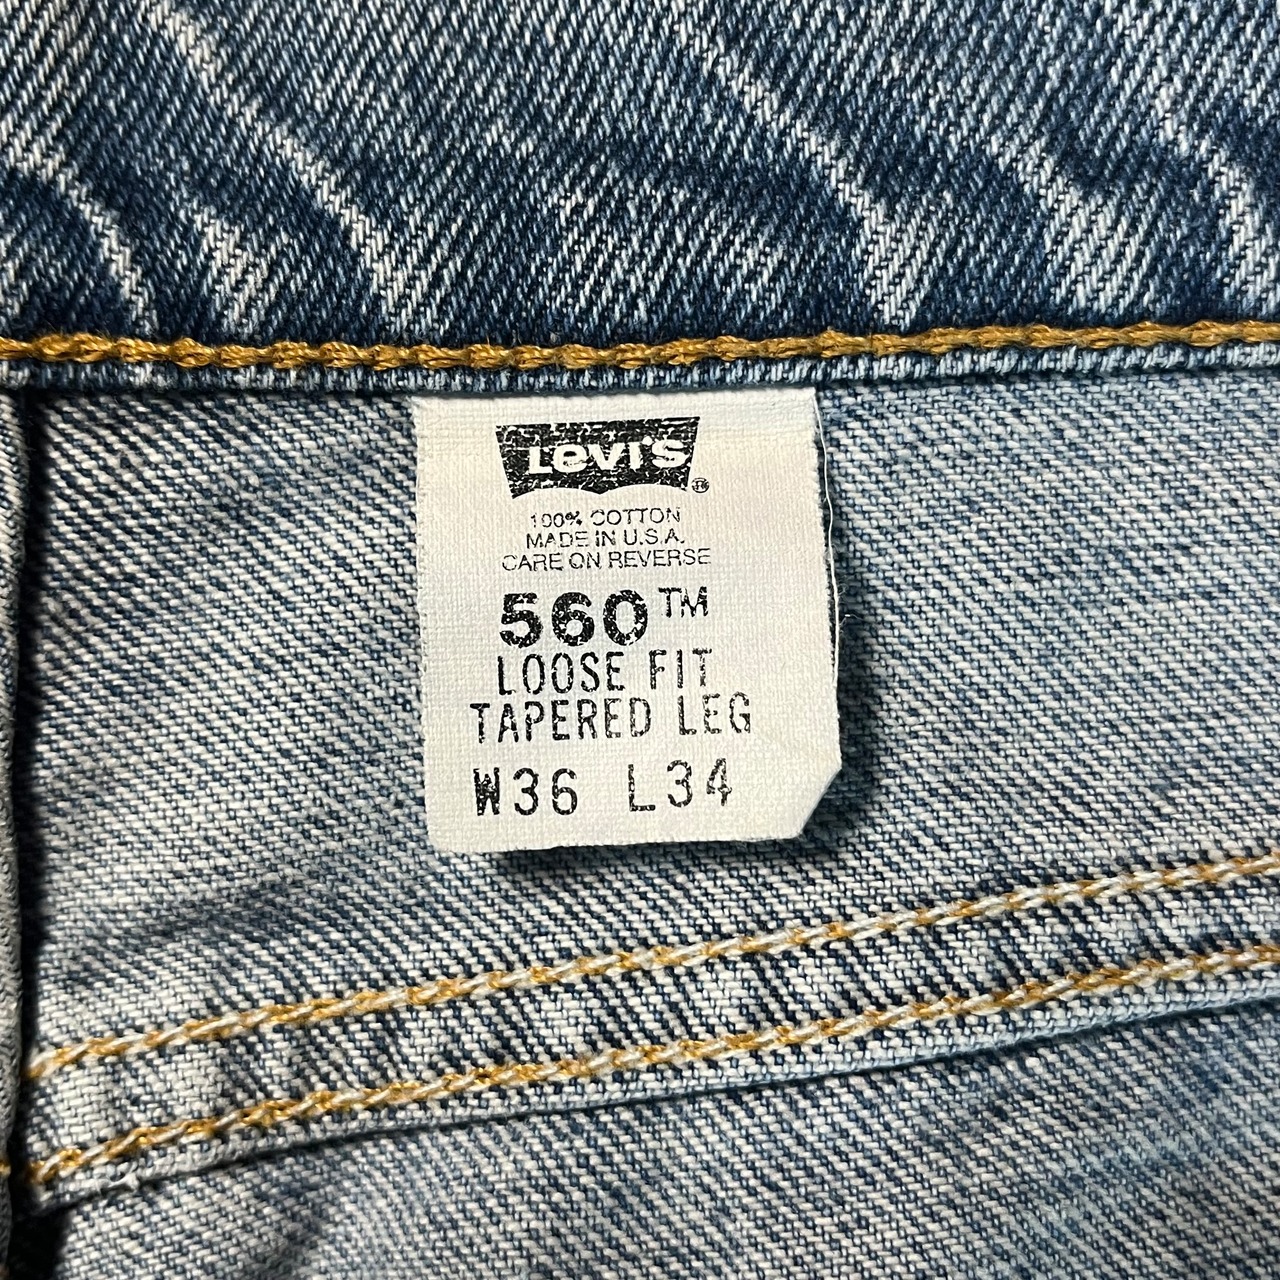 Levi's®
100% COTTON
MADE IN U.S.A.
CARE ON REVERSE
560™
LOOSE FIT
TAPERED LEG
W36 L34